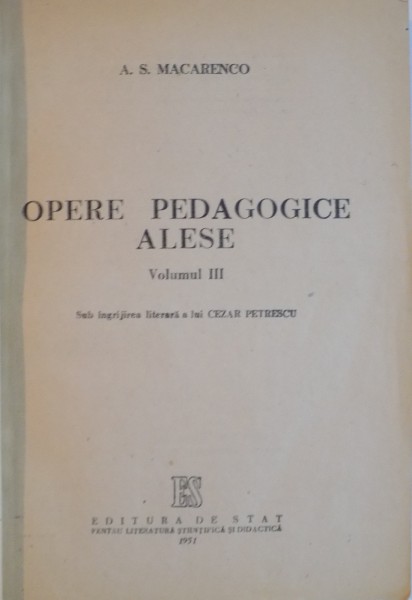 A. S. MACARENCO
OPERE PEDAGOGICE
ALESE
Volumul III
Sub îngrijirea literară a lui CEZAR PETRESCU
ES
EDITURA DE STAT
PENTRU LITERATURĂ ȘTIINȚIFICĂ ȘI DIDACTICĂ
1951